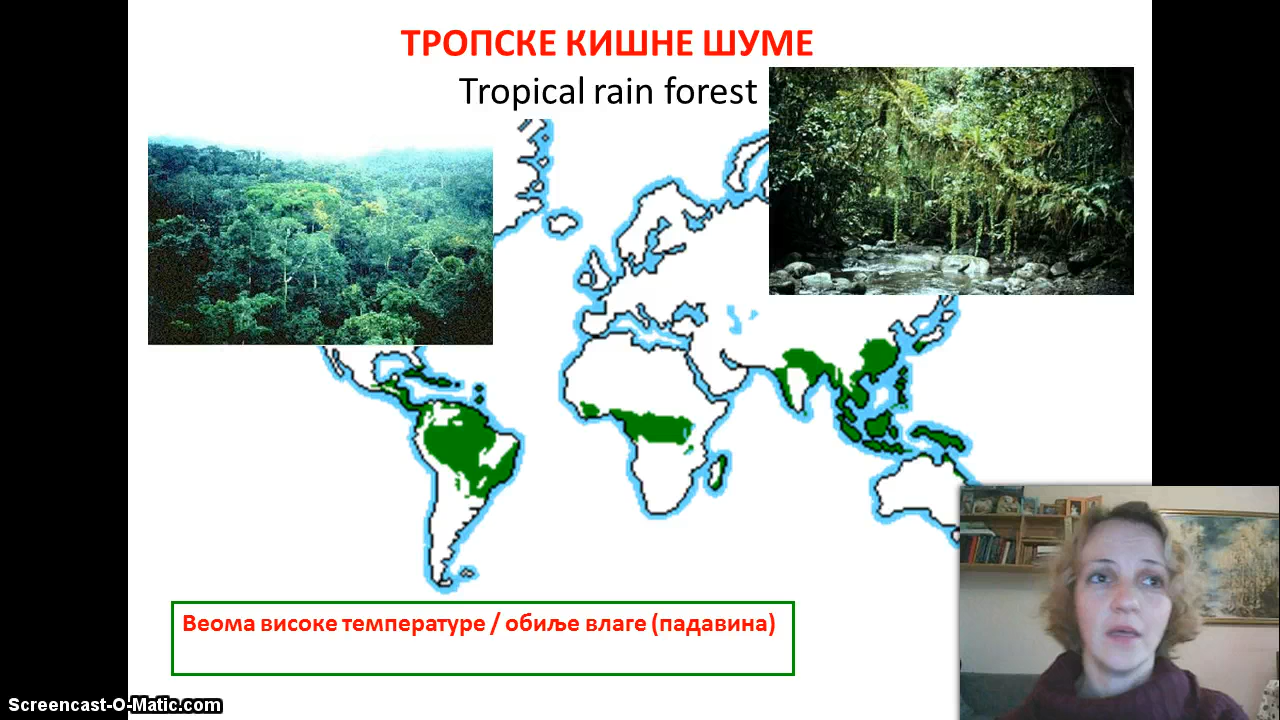 ТРОПСКЕ КИШНЕ ШУМЕ
Tropical rain forest
Веома високе температуре / обиље влаге (падавина)
Screencast-O-Matic.com